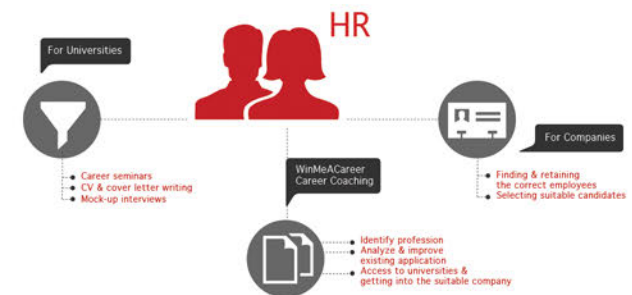 HR
For Universities
Career seminars
CV & cover letter writing
Mock-up interviews
WinMeACareer
Career Coaching
Identify profession
Analyze & improve
existing application
Access to universities &
getting into the suitable company
For Companies
Finding & retaining
the correct employees
Selecting suitable candidates